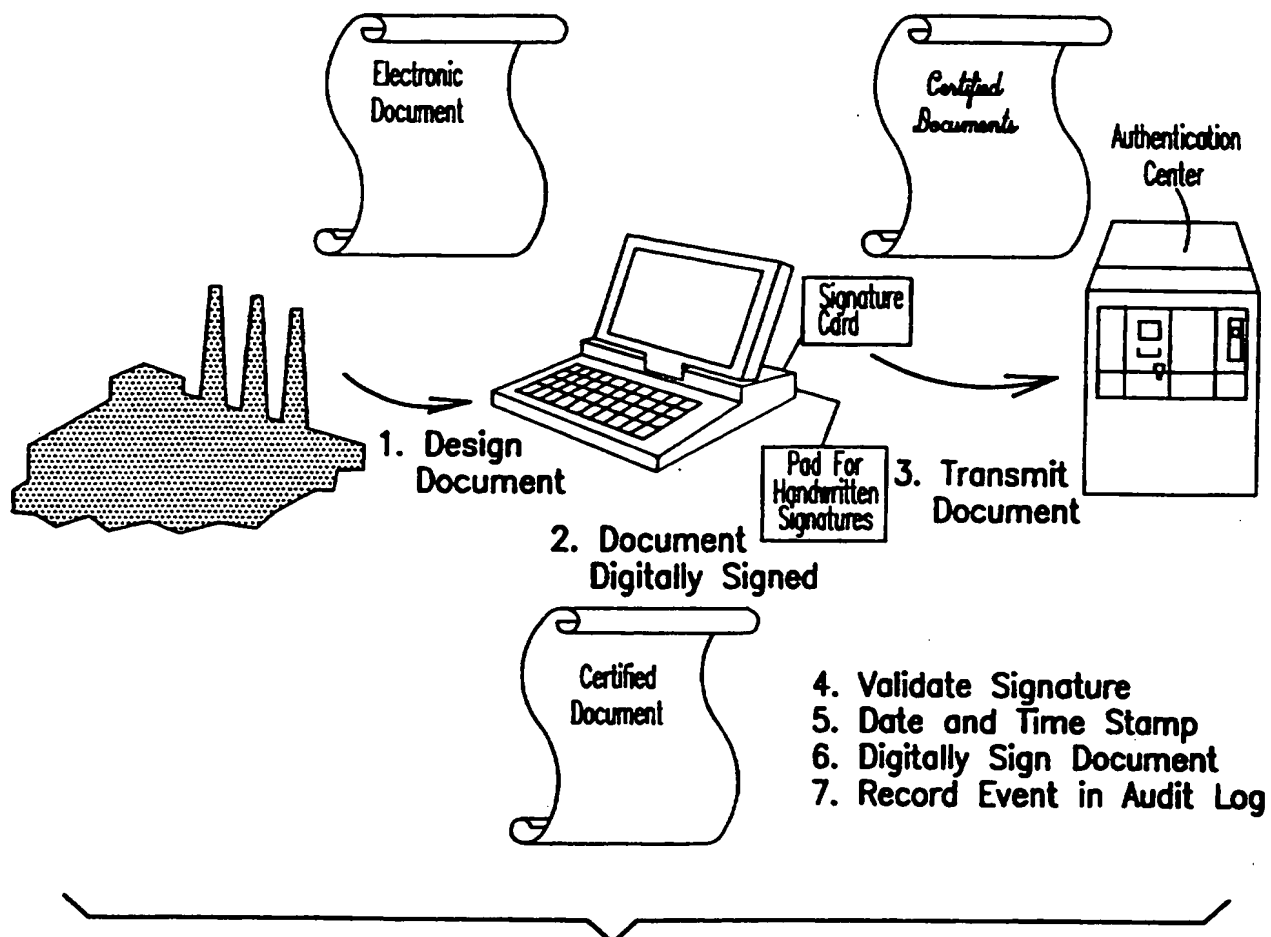 Electronic
Document
Certified
Documents
Authentication
Center
Signature
Card
1. Design
Document
Pad For
Handwritten
Signatures
3. Transmit
Document
2. Document
Digitally Signed
Certified
Document
4. Validate Signature
5. Date and Time Stamp
6. Digitally Sign Document
7. Record Event in Audit Log